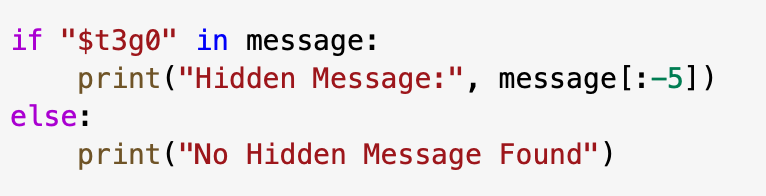 if "$t3g0" in message:
    print("Hidden Message:", message[:-5])
else:
    print("No Hidden Message Found")